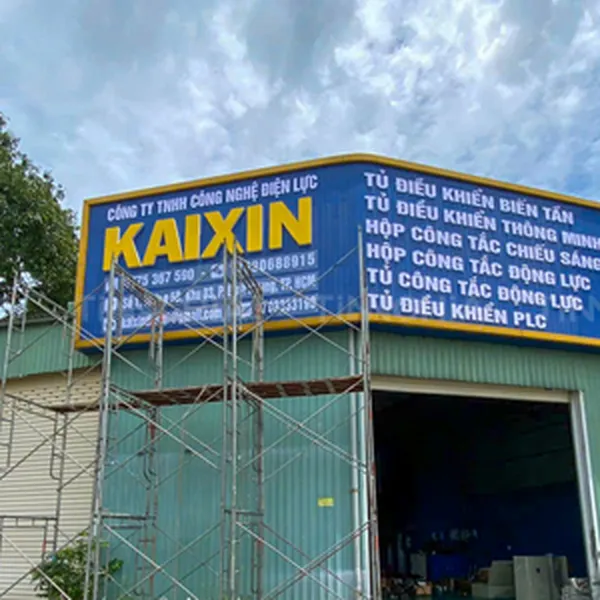 CÔNG TY TNHH CÔNG NGHỆ ĐIỆN LỰC
KAIXIN
TỦ ĐIỀU KHIỂN BIẾN TẦN
TỦ ĐIỀU KHIỂN THÔNG MINH
HỘP CÔNG TẮC CHIẾU SÁNG
HỘP CÔNG TẮC ĐỘNG LỰC
TỦ CÔNG TẮC ĐỘNG LỰC
TỦ ĐIỀU KHIỂN PLC